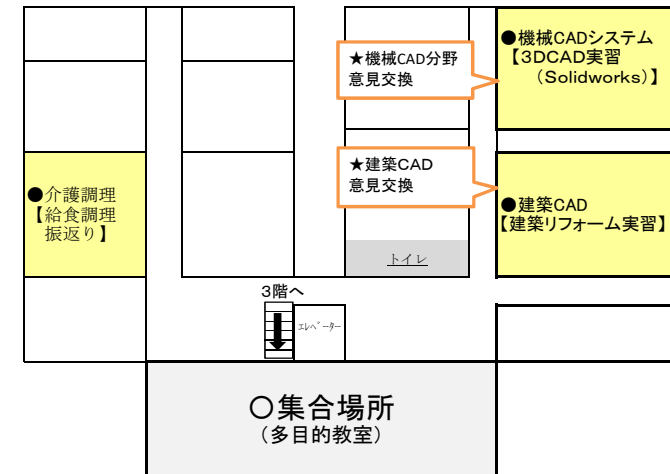 ★機械CAD分野
意見交換
●機械CADシステム
【3DCAD実習
（Solidworks）】
★建築CAD
意見交換
●介護調理
【給食調理
振返り】
●建築CAD
【建築リフォーム実習】
トイレ
3階へ
ｴﾚﾍﾞｰﾀｰ
○集合場所
（多目的教室）